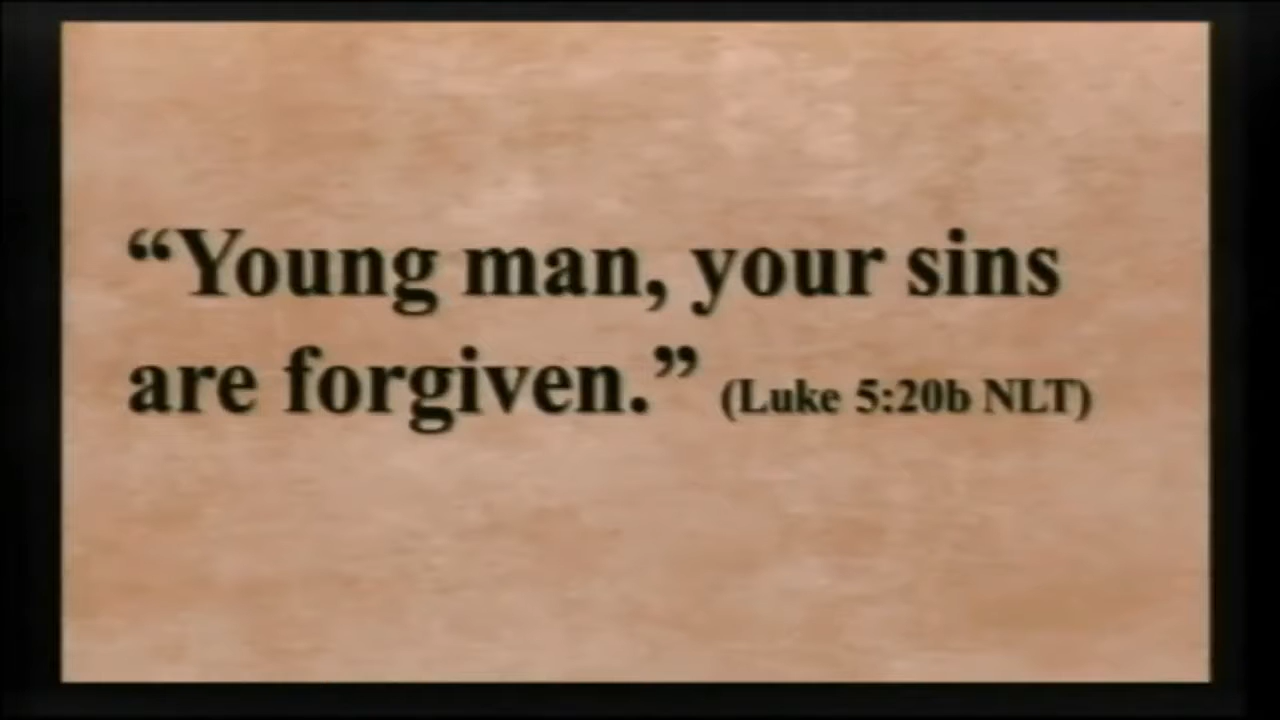 “Young man, your sins
are forgiven.” (Luke 5:20b NLT)